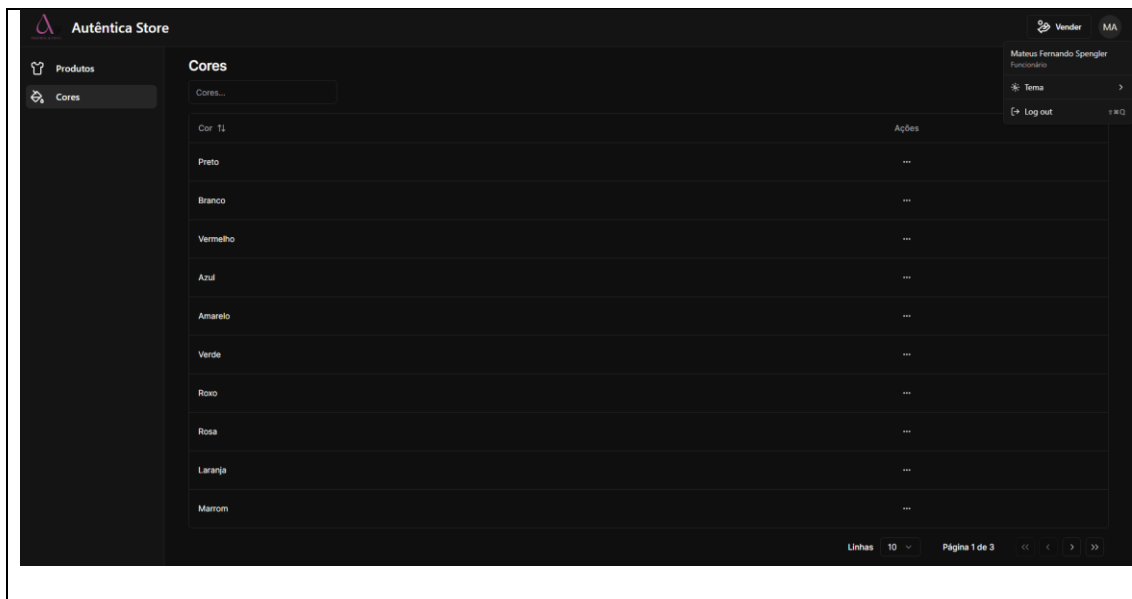 Autêntica Store
Vender
MA
Mateus Fernando Spengler
Funcionário
Tema
Log out
⇧⌘Q
Produtos
Cores
Cores
Cores...
Cor
Ações
Preto
...
Branco
...
Vermelho
...
Azul
...
Amarelo
...
Verde
...
Roxo
...
Rosa
...
Laranja
...
Marrom
...
Linhas
10
Página 1 de 3